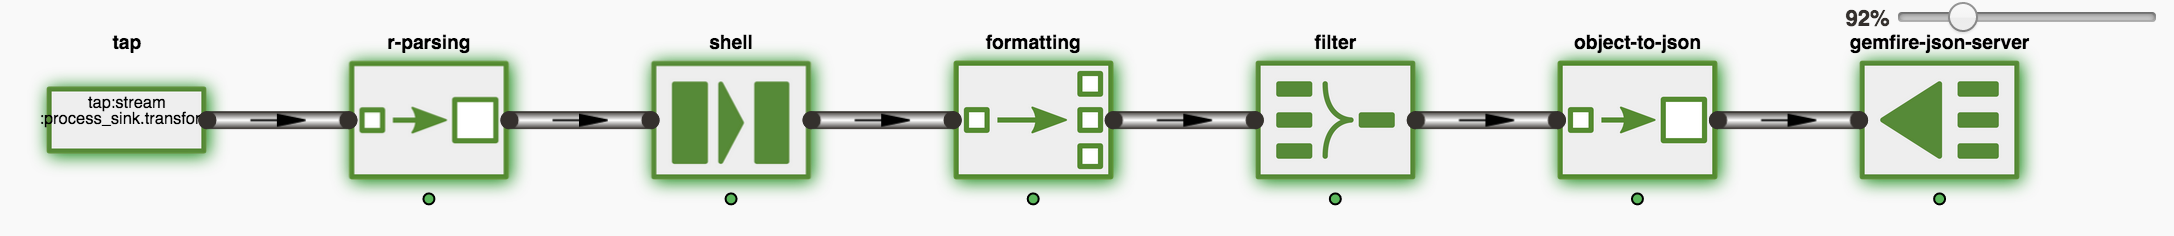 92%
tap
r-parsing
shell
formatting
filter
object-to-json
gemfire-json-server
tap:stream
:process_sink.transfor